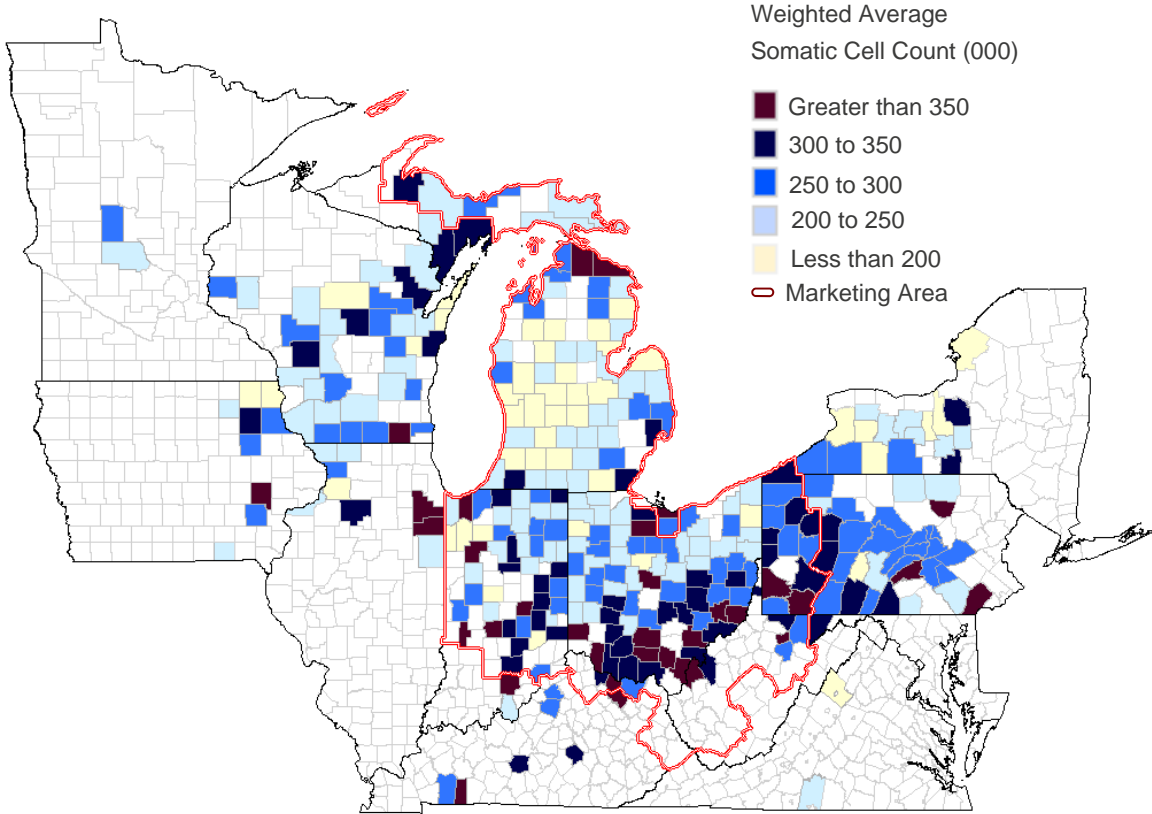 Weighted Average
Somatic Cell Count (000)
Greater than 350
300 to 350
250 to 300
200 to 250
Less than 200
Marketing Area